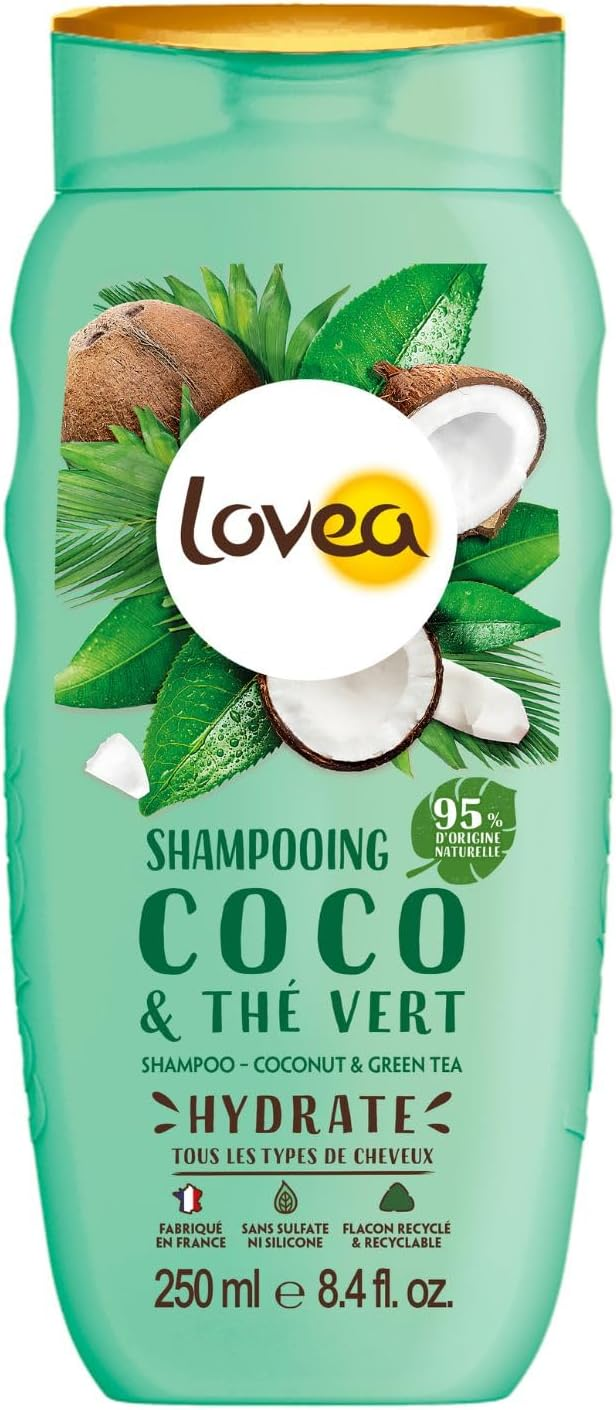 lovea
95%
D'ORIGINE
NATURELLE
SHAMPOOING
COCO
& THÉ VERT
SHAMPOO - COCONUT & GREEN TEA
HYDRATE
TOUS LES TYPES DE CHEVEUX
FABRIQUÉ
EN FRANCE
SANS SULFATE
NI SILICONE
FLACON RECYCLÉ
& RECYCLABLE
250 ml e 8.4 fl. oz.